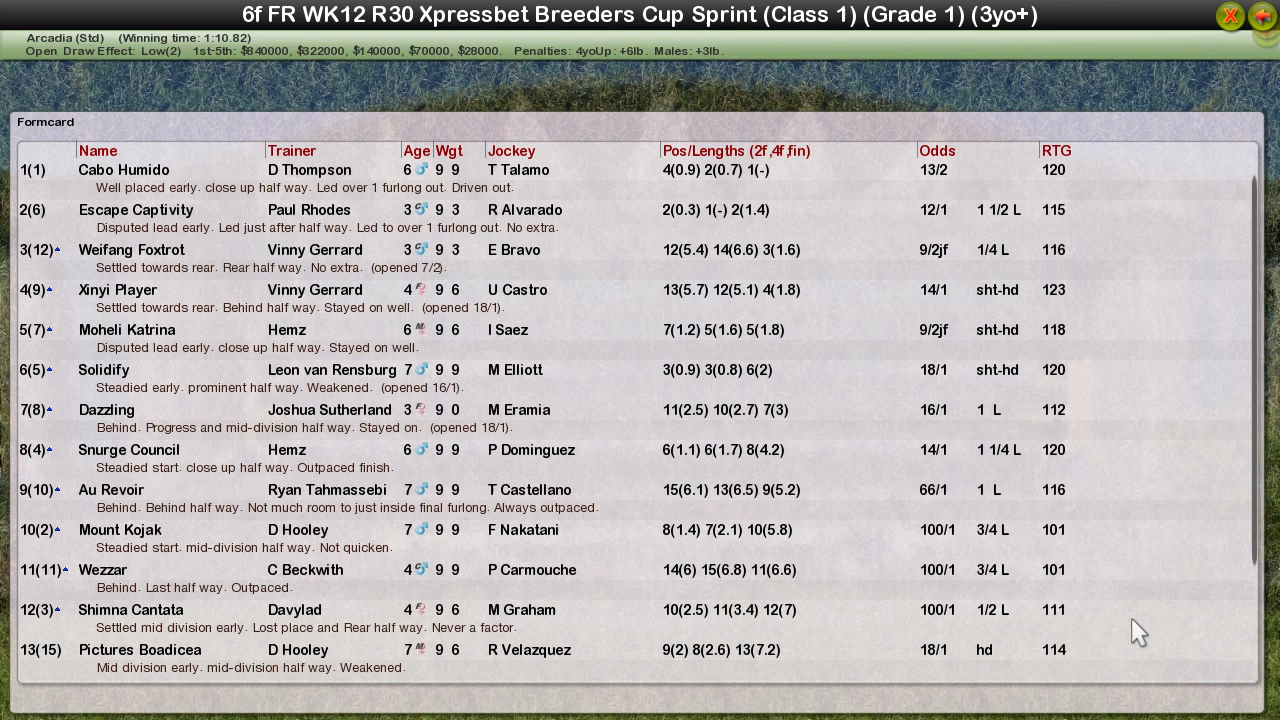 6f FR WK12 R30 Xpressbet Breeders Cup Sprint (Class 1) (Grade 1) (3yo+)
Arcadia (Std) (Winning time: 1:10.82)
Open Draw Effect: Low(2) 1st-5th: $840000, $322000, $140000, $70000, $28000. Penalties: 4yoUp: +6lb. Males: +3lb.
Formcard
Name Trainer Age Wgt Jockey Pos/Lengths (2f,4f,fin) Odds RTG
1(1) Cabo Humido D Thompson 6 9 9 T Talamo 4(0.9) 2(0.7) 1(-) 13/2 120
Well placed early. close up half way. Led over 1 furlong out. Driven out.
2(6) Escape Captivity Paul Rhodes 3 9 3 R Alvarado 2(0.3) 1(-) 2(1.4) 12/1 1 1/2 L 115
Disputed lead early. Led just after half way. Led to over 1 furlong out. No extra.
3(12) Weifang Foxtrot Vinny Gerrard 3 9 3 E Bravo 12(5.4) 14(6.6) 3(1.6) 9/2jf 1/4 L 116
Settled towards rear. Rear half way. No extra. (opened 7/2).
4(9) Xinyi Player Vinny Gerrard 4 9 6 U Castro 13(5.7) 12(5.1) 4(1.8) 14/1 sht-hd 123
Settled towards rear. Behind half way. Stayed on well. (opened 18/1).
5(7) Moheli Katrina Hemz 6 9 6 I Saez 7(1.2) 5(1.6) 5(1.8) 9/2jf sht-hd 118
Disputed lead early. close up half way. Stayed on well.
6(5) Solidify Leon van Rensburg 7 9 9 M Elliott 3(0.9) 3(0.8) 6(2) 18/1 sht-hd 120
Steadied early. prominent half way. Weakened. (opened 16/1).
7(8) Dazzling Joshua Sutherland 3 9 0 M Eramia 11(2.5) 10(2.7) 7(3) 16/1 1 L 112
Behind. Progress and mid-division half way. Stayed on. (opened 18/1).
8(4) Snurge Council Hemz 6 9 9 P Dominguez 6(1.1) 6(1.7) 8(4.2) 14/1 1 1/4 L 120
Steadied start. close up half way. Outpaced finish.
9(10) Au Revoir Ryan Tahmassebi 7 9 9 T Castellano 15(6.1) 13(6.5) 9(5.2) 66/1 1 L 116
Behind. Behind half way. Not much room to just inside final furlong. Always outpaced.
10(2) Mount Kojak D Hooley 7 9 9 F Nakatani 8(1.4) 7(2.1) 10(5.8) 100/1 3/4 L 101
Steadied start. mid-division half way. Not quicken.
11(11) Wezzar C Beckwith 4 9 9 P Carmouche 14(6) 15(6.8) 11(6.6) 100/1 3/4 L 101
Behind. Last half way. Outpaced.
12(3) Shimna Cantata Davylad 4 9 6 M Graham 10(2.5) 11(3.4) 12(7) 100/1 1/2 L 111
Settled mid division early. Lost place and Rear half way. Never a factor.
13(15) Pictures Boadicea D Hooley 7 9 6 R Velazquez 9(2) 8(2.6) 13(7.2) 18/1 hd 114
Mid division early. mid-division half way. Weakened.